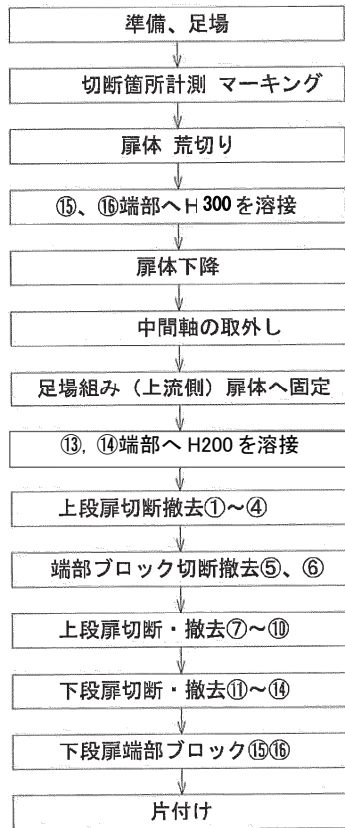 準備、足場
切断箇所計測 マーキング
扉体 荒切り
⑮、⑯端部へH300を溶接
扉体下降
中間軸の取外し
足場組み（上流側）扉体へ固定
⑬,⑭端部へH200を溶接
上段扉切断撤去①～④
端部ブロック切断撤去⑤、⑥
上段扉切断・撤去⑦～⑩
下段扉切断・撤去⑪～⑭
下段扉端部ブロック⑮⑯
片付け